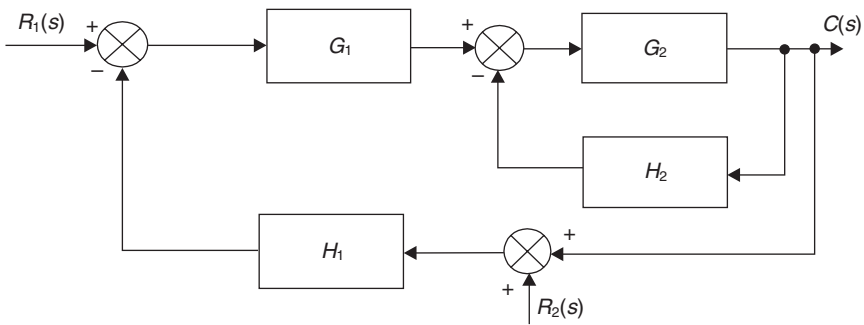 R₁(s)
+
−
G₁
+
−
G₂
C(s)
H₂
H₁
+
+
R₂(s)